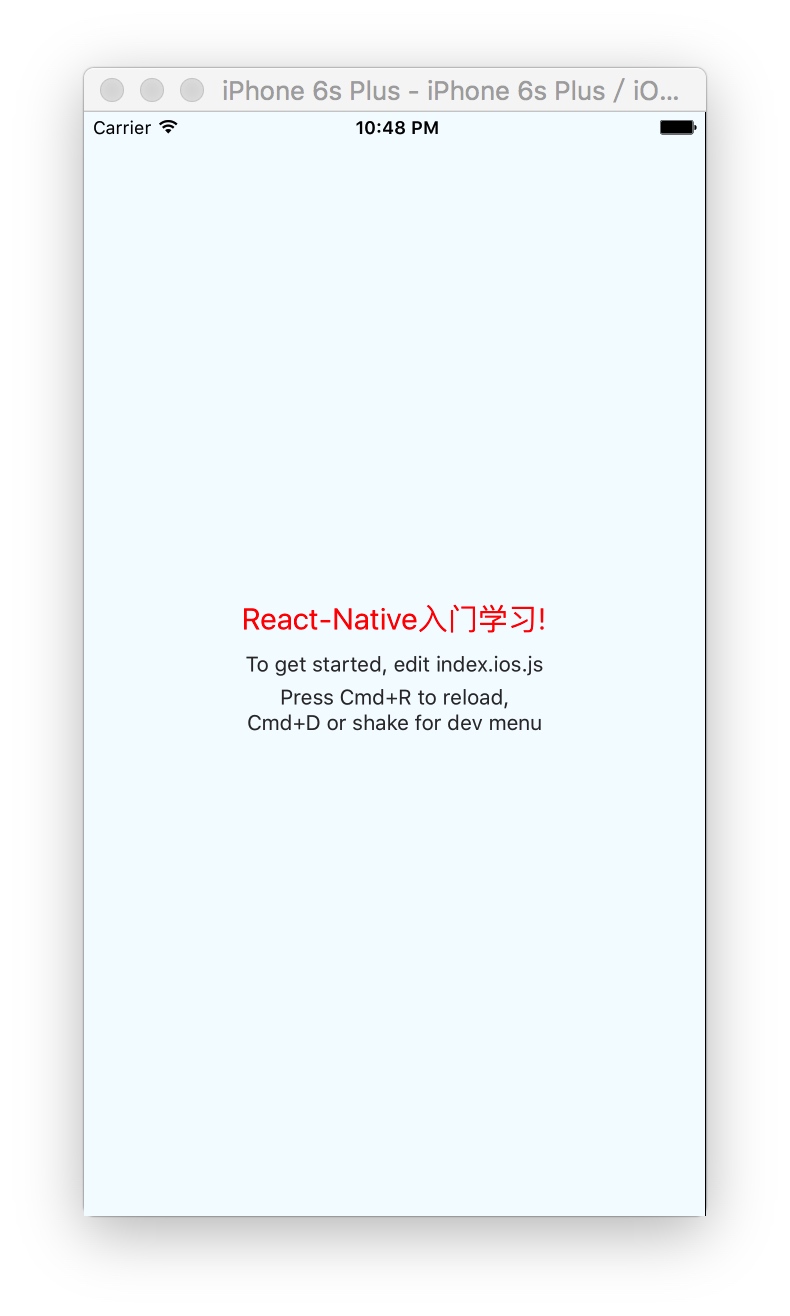 iPhone 6s Plus - iPhone 6s Plus / iO...
Carrier 10:48 PM
React-Native入门学习!
To get started, edit index.ios.js
Press Cmd+R to reload,
Cmd+D or shake for dev menu